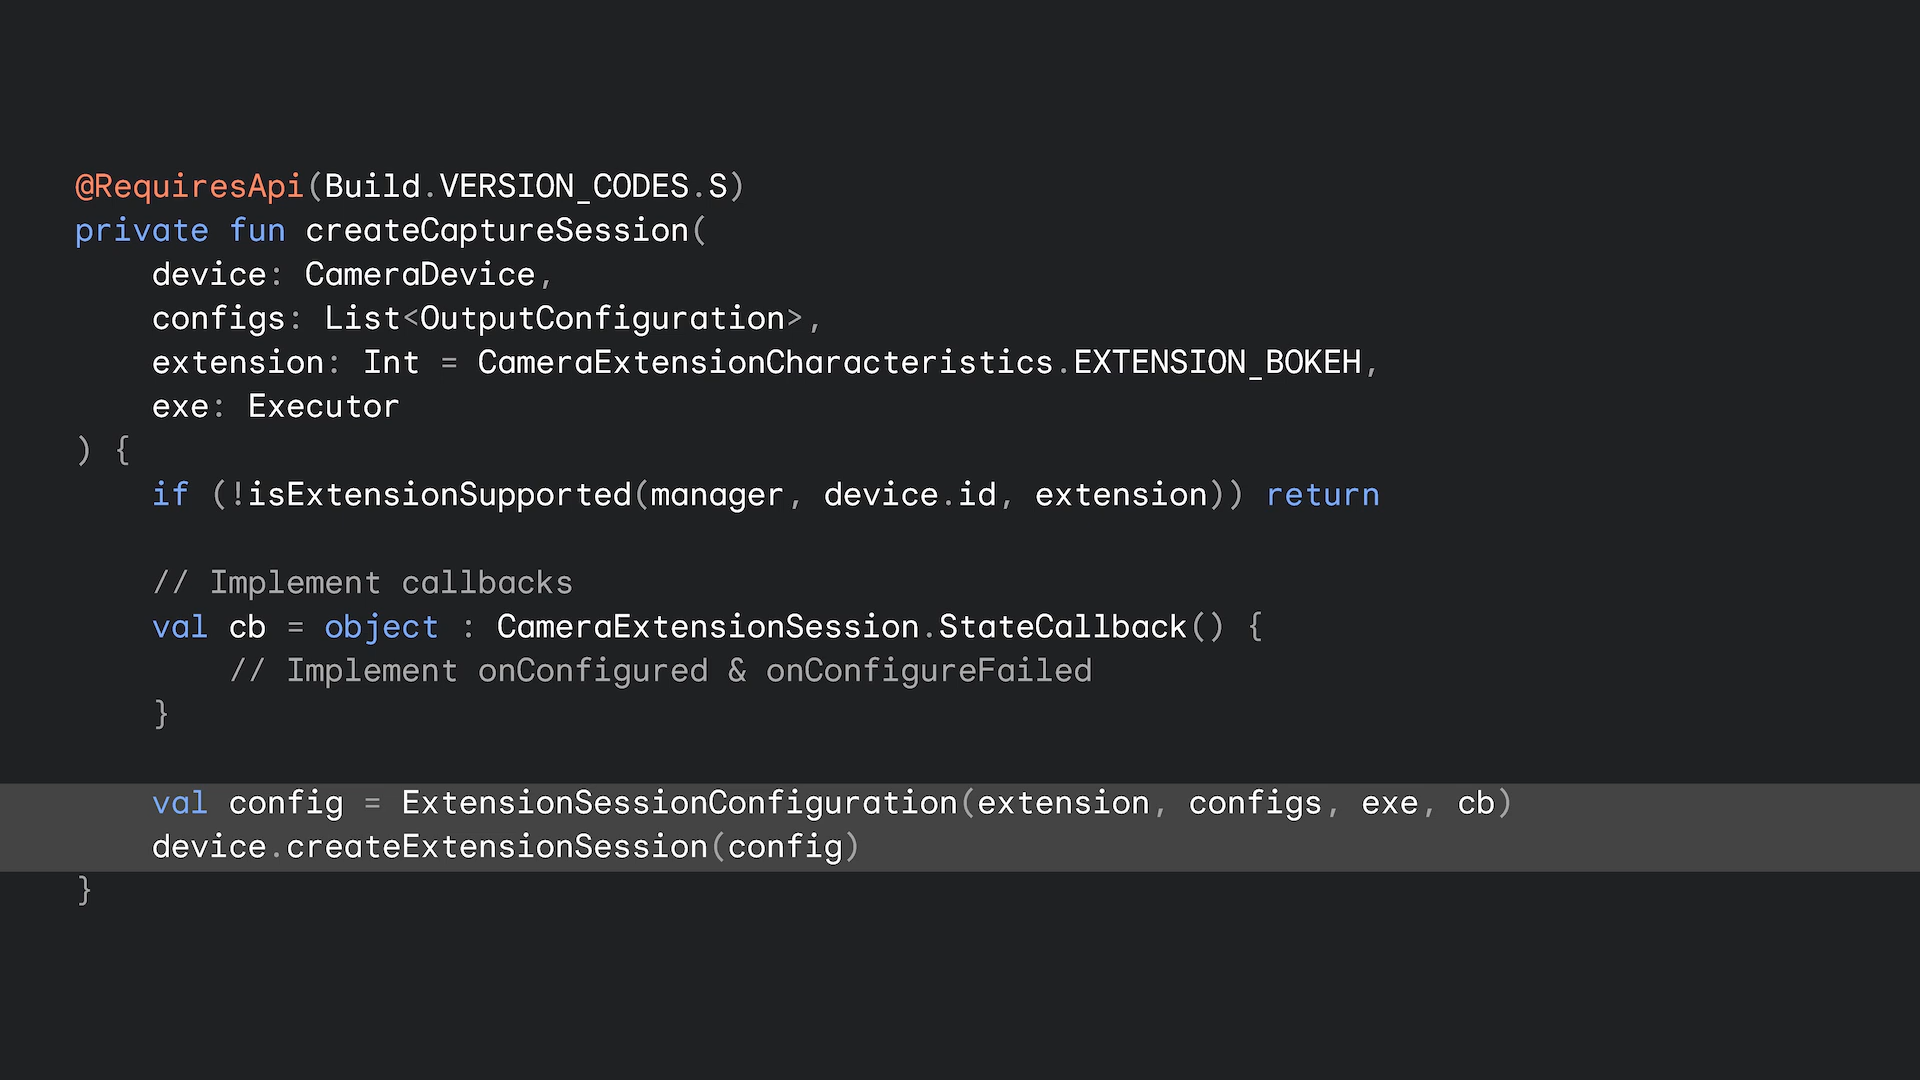 @RequiresApi(Build.VERSION_CODES.S)
private fun createCaptureSession(
    device: CameraDevice,
    configs: List<OutputConfiguration>,
    extension: Int = CameraExtensionCharacteristics.EXTENSION_BOKEH,
    exe: Executor
) {
    if (!isExtensionSupported(manager, device.id, extension)) return

    // Implement callbacks
    val cb = object : CameraExtensionSession.StateCallback() {
        // Implement onConfigured & onConfigureFailed
    }

    val config = ExtensionSessionConfiguration(extension, configs, exe, cb)
    device.createExtensionSession(config)
}